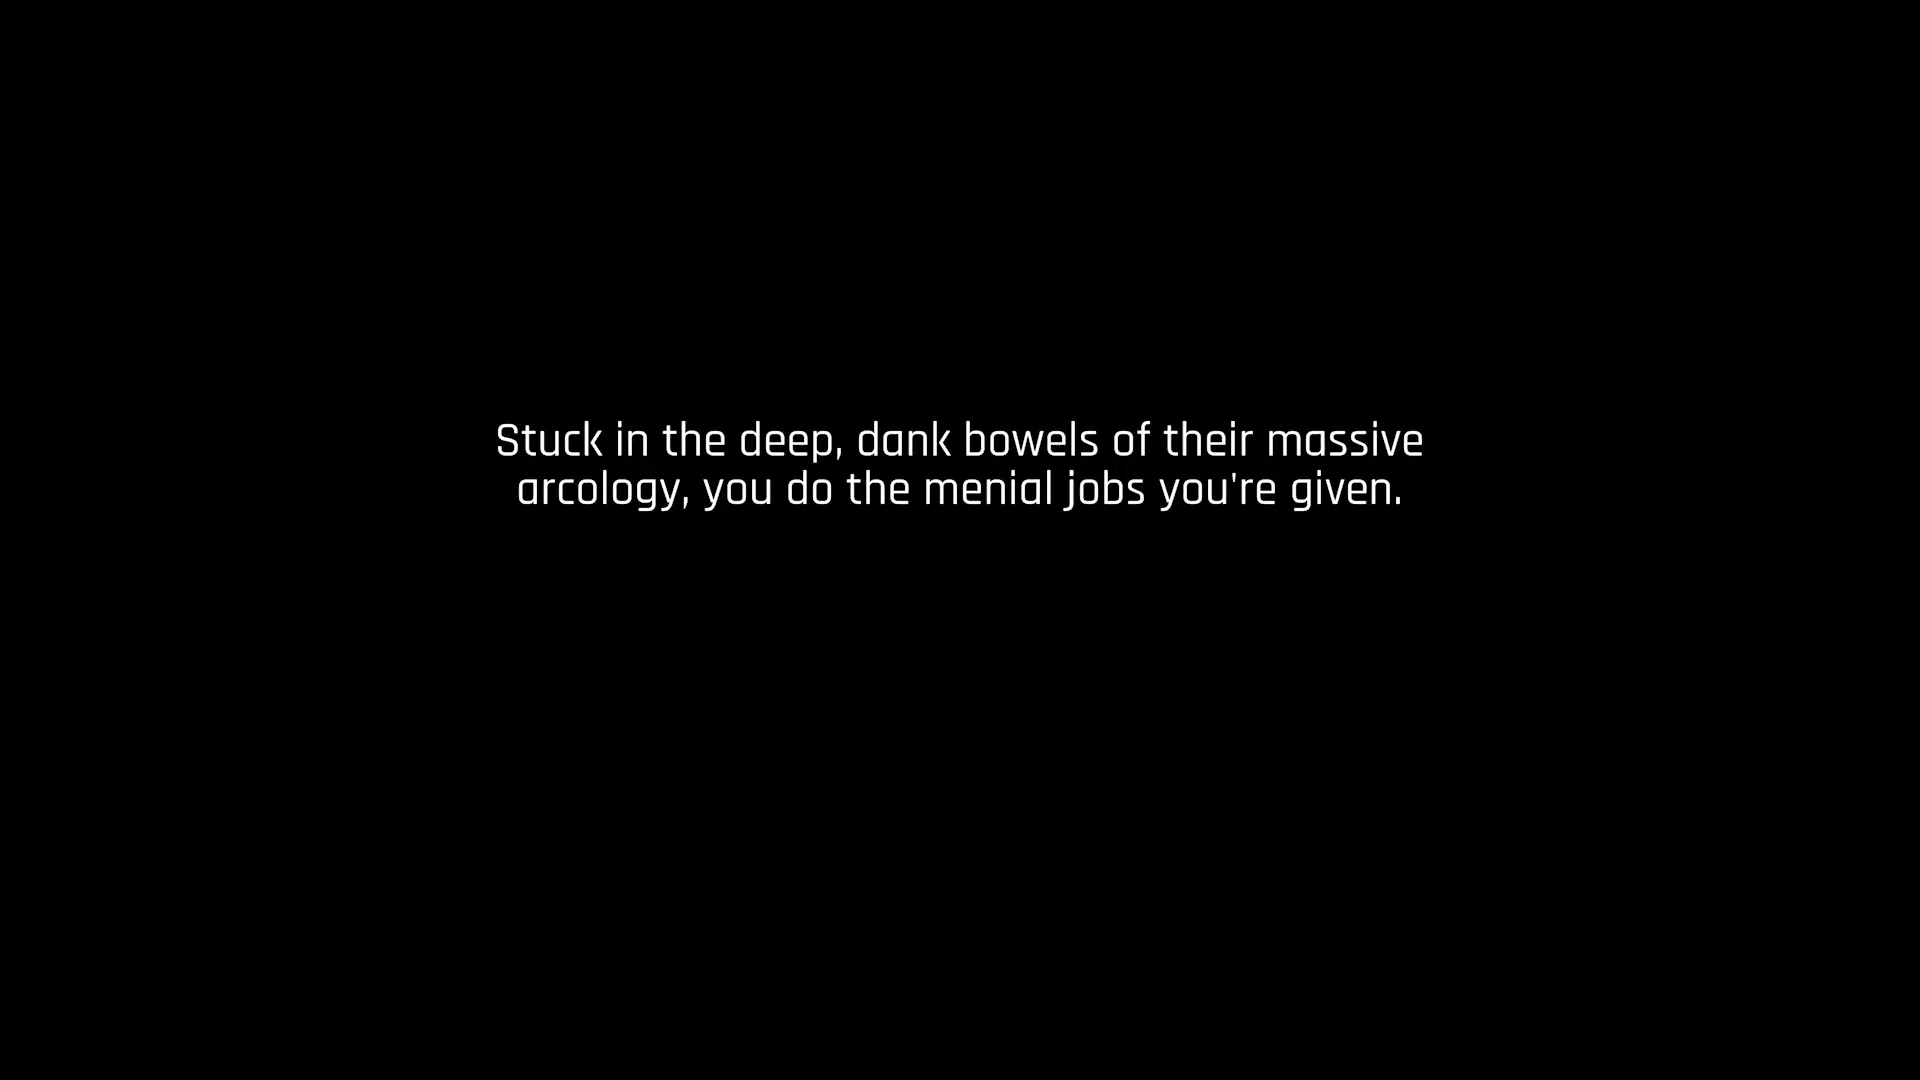 Stuck in the deep, dank bowels of their massive
arcology, you do the menial jobs you're given.